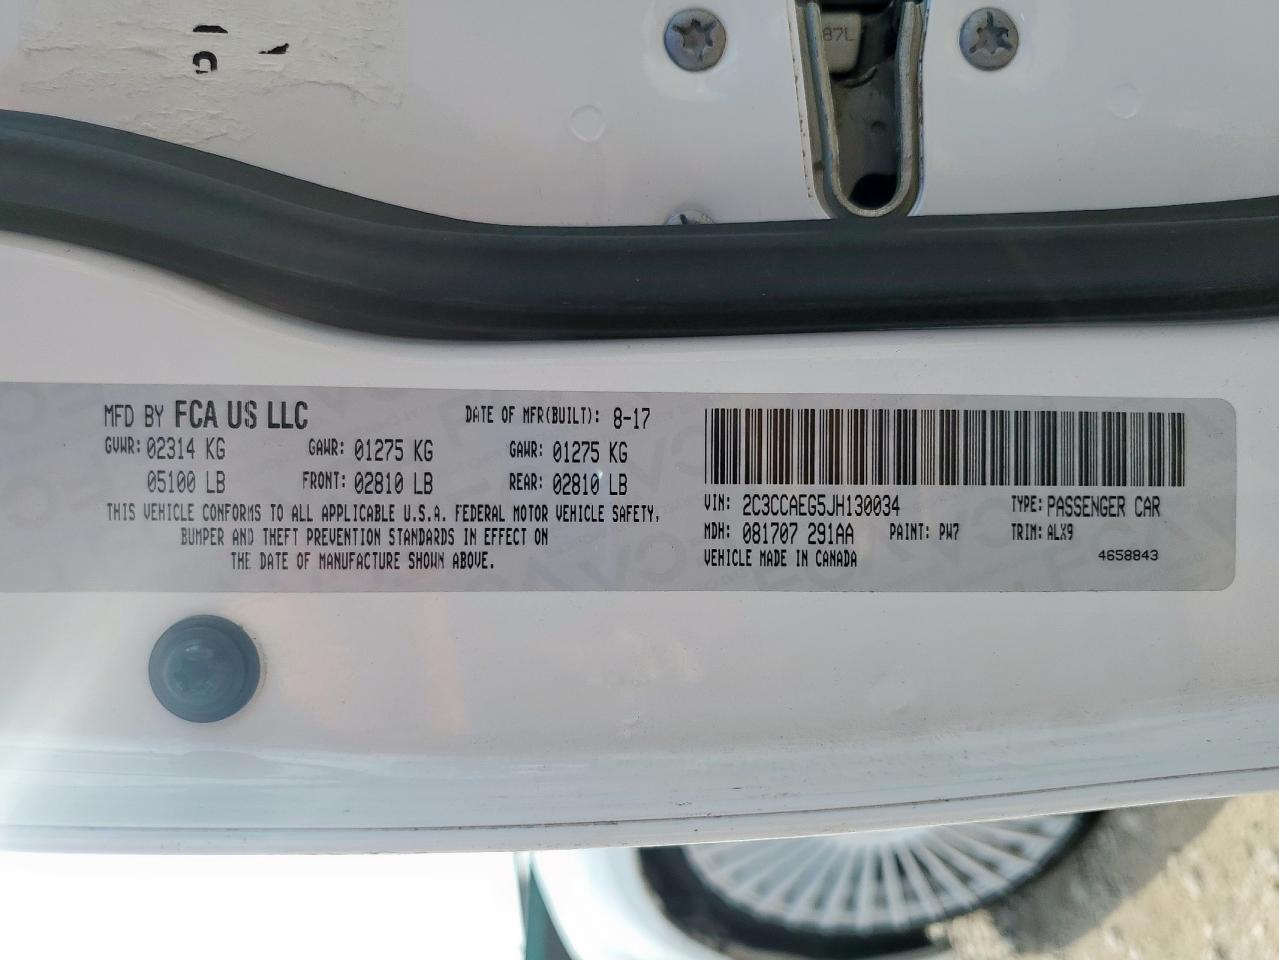 87L
MFD BY FCA US LLC DATE OF MFR(BUILT): 8-17
GVWR: 02314 KG GAWR: 01275 KG GAWR: 01275 KG
05100 LB FRONT: 02810 LB REAR: 02810 LB
THIS VEHICLE CONFORMS TO ALL APPLICABLE U.S.A. FEDERAL MOTOR VEHICLE SAFETY,
BUMPER AND THEFT PREVENTION STANDARDS IN EFFECT ON
THE DATE OF MANUFACTURE SHOWN ABOVE.
VIN: 2C3CCAEG5JH130034 TYPE: PASSENGER CAR
MDH: 081707 291AA PAINT: PW7 TRIM: ALX9
VEHICLE MADE IN CANADA 4658843